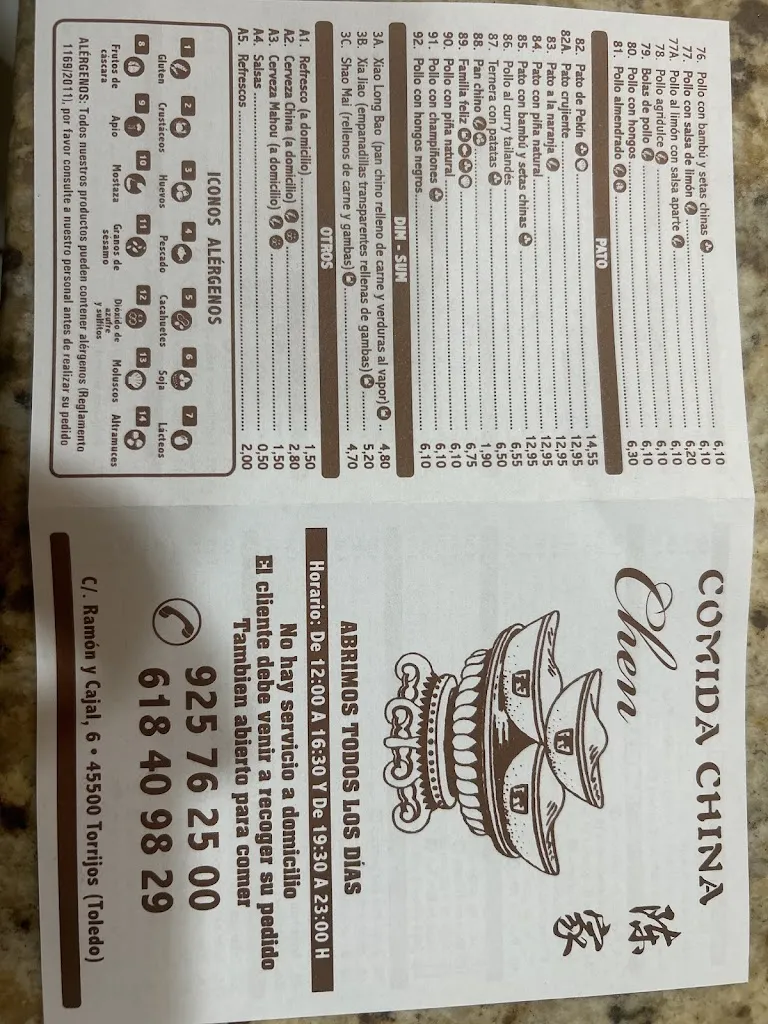 76. Pollo con bambú y setas chinas 6,10
77. Pollo con salsa de limón 6,10
77A. Pollo al limón con salsa aparte 6,20
78. Pollo agridulce 6,10
79. Bolas de pollo 6,10
80. Pollo con hongos 6,10
81. Pollo almendrado 6,30
PATO
82. Pato de Pekín 14,55
82A. Pato crujiente 12,95
83. Pato a la naranja 12,95
84. Pato con piña natural 12,95
85. Pato con bambú y setas chinas 12,95
86. Pollo al curry tailandés 6,55
87. Ternera con patatas 6,50
88. Pan chino 1,90
89. Familia feliz 6,75
90. Pollo con piña natural 6,10
91. Pollo con champiñones 6,10
92. Pollo con hongos negros 6,10
DIM - SUM
3A. Xiao Long Bao (pan chino relleno de carne y verduras al vapor) 4,80
3B. Xia Jiao (empanadillas transparentes rellenas de gambas) 5,20
3C. Shao Mai (rellenos de carne y gambas) 4,70
OTROS
A1. Refresco (a domicilio) 1,50
A2. Cerveza China (a domicilio) 2,80
A3. Cerveza Mahou (a domicilio) 1,50
A4. Salsas 0,50
A5. Refrescos 2,00
ICONOS ALÉRGENOS
1 2 3 4 5 6 7
Gluten Crustáceos Huevos Pescado Cacahuetes Soja Lácteos
8 9 10 11 12 13 14
Frutos de cáscara Apio Mostaza Granos de sésamo Dióxido de azufre y sulfitos Moluscos Altramuces
ALÉRGENOS: Todos nuestros productos pueden contener alérgenos (Reglamento
1169/2011), por favor consulte a nuestro personal antes de realizar su pedido
COMIDA CHINA
Chen
陈家
ABRIMOS TODOS LOS DÍAS
Horario: De 12:00 A 16:30 Y De 19:30 A 23:00 H
No hay servicio a domicilio
El cliente debe venir a recoger su pedido
Tambien abierto para comer
925 76 25 00
618 40 98 29
C/. Ramón y Cajal, 6 • 45500 Torrijos (Toledo)